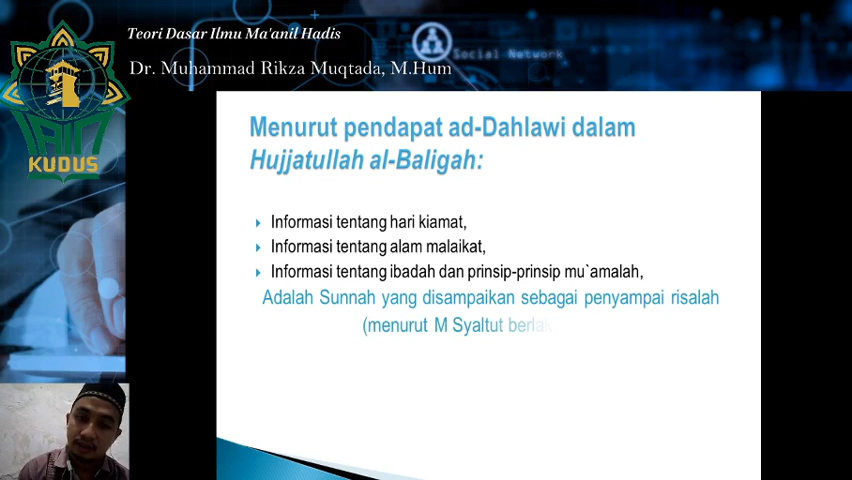 Teori Dasar Ilmu Ma'anil Hadis
Social Network
Dr. Muhammad Rikza Muqtada, M.Hum
IAIN
KUDUS
Menurut pendapat ad-Dahlawi dalam
Hujjatullah al-Baligah:
Informasi tentang hari kiamat,
Informasi tentang alam malaikat,
Informasi tentang ibadah dan prinsip-prinsip mu`amalah,
Adalah Sunnah yang disampaikan sebagai penyampai risalah
(menurut M Syaltut